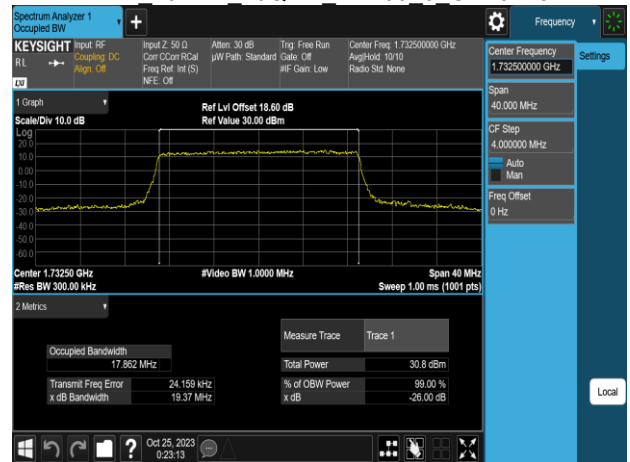 Spectrum Analyzer 1
Occupied BW
Frequency
KEYSIGHT
Input: RF
Input Z: 50 Ω
Atten: 30 dB
Trig: Free Run
Center Freq: 1.732500000 GHz
RL
Coupling: DC
Corr CCorr RCal
µW Path: Standard
Gate: Off
Avg|Hold: 10/10
Align: Off
Freq Ref: Int (S)
#IF Gain: Low
Radio Std: None
LXI
NFE: Off
Center Frequency
1.732500000 GHz
Settings
Span
40.000 MHz
CF Step
4.000000 MHz
Auto
Man
Freq Offset
0 Hz
Local
1 Graph
Ref Lvl Offset 18.60 dB
Scale/Div 10.0 dB
Ref Value 30.00 dBm
Log
20.0
10.0
0.00
-10.0
-20.0
-30.0
-40.0
-50.0
-60.0
Center 1.73250 GHz
#Video BW 1.0000 MHz
Span 40 MHz
#Res BW 300.00 kHz
Sweep 1.00 ms (1001 pts)
2 Metrics
Measure Trace
Trace 1
Occupied Bandwidth
17.862 MHz
Total Power
30.8 dBm
Transmit Freq Error
24.159 kHz
% of OBW Power
99.00 %
x dB Bandwidth
19.37 MHz
x dB
-26.00 dB
?
Oct 25, 2023
0:23:13